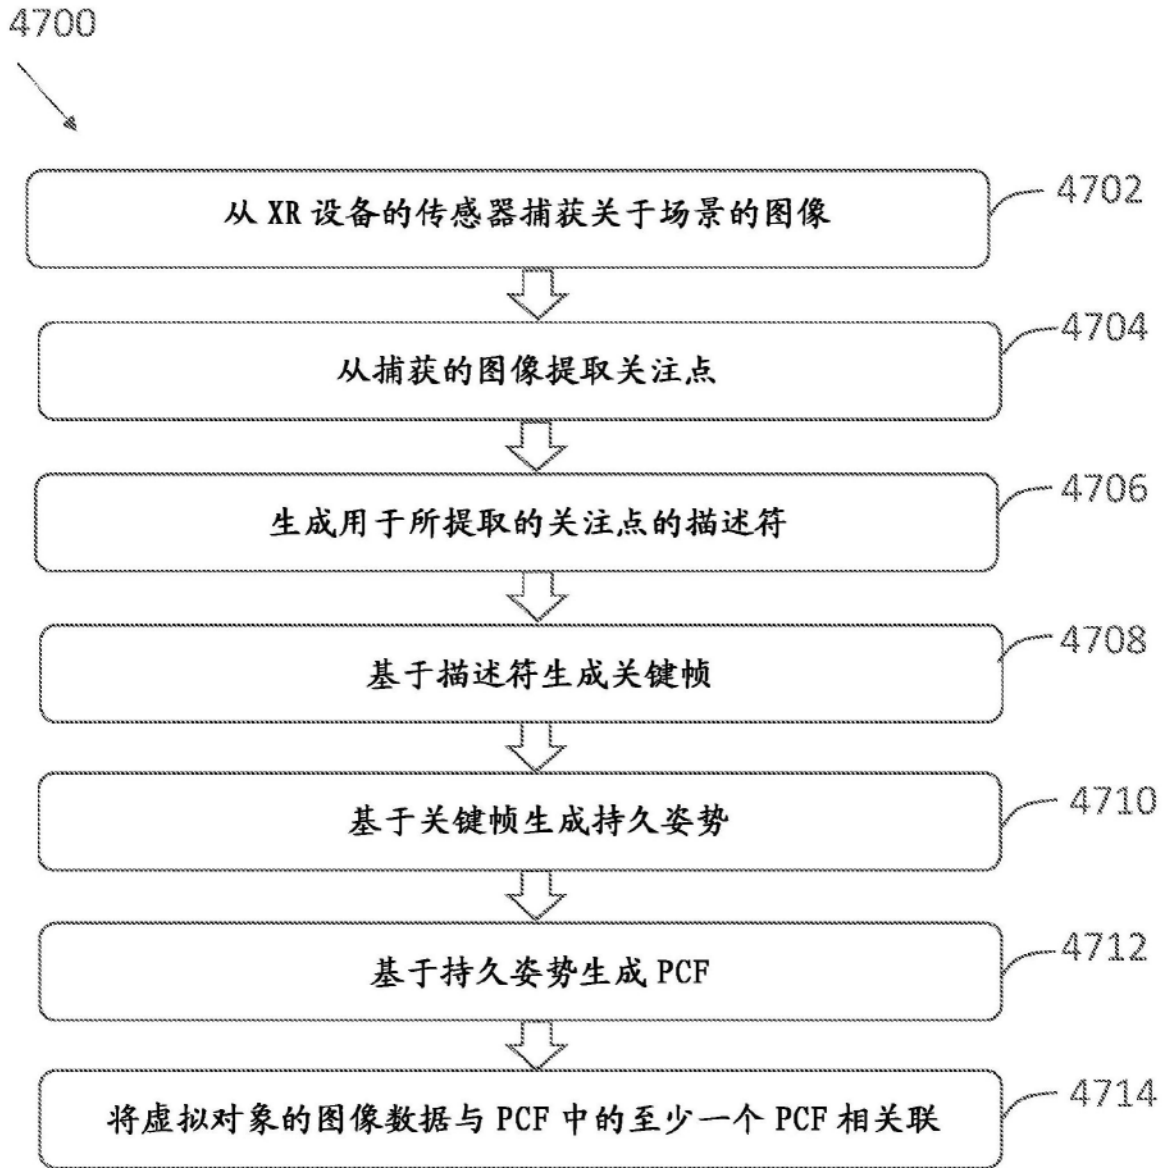 4700
从 XR 设备的传感器捕获关于场景的图像
4702
从捕获的图像提取关注点
4704
生成用于所提取的关注点的描述符
4706
基于描述符生成关键帧
4708
基于关键帧生成持久姿势
4710
基于持久姿势生成 PCF
4712
将虚拟对象的图像数据与 PCF 中的至少一个 PCF 相关联
4714